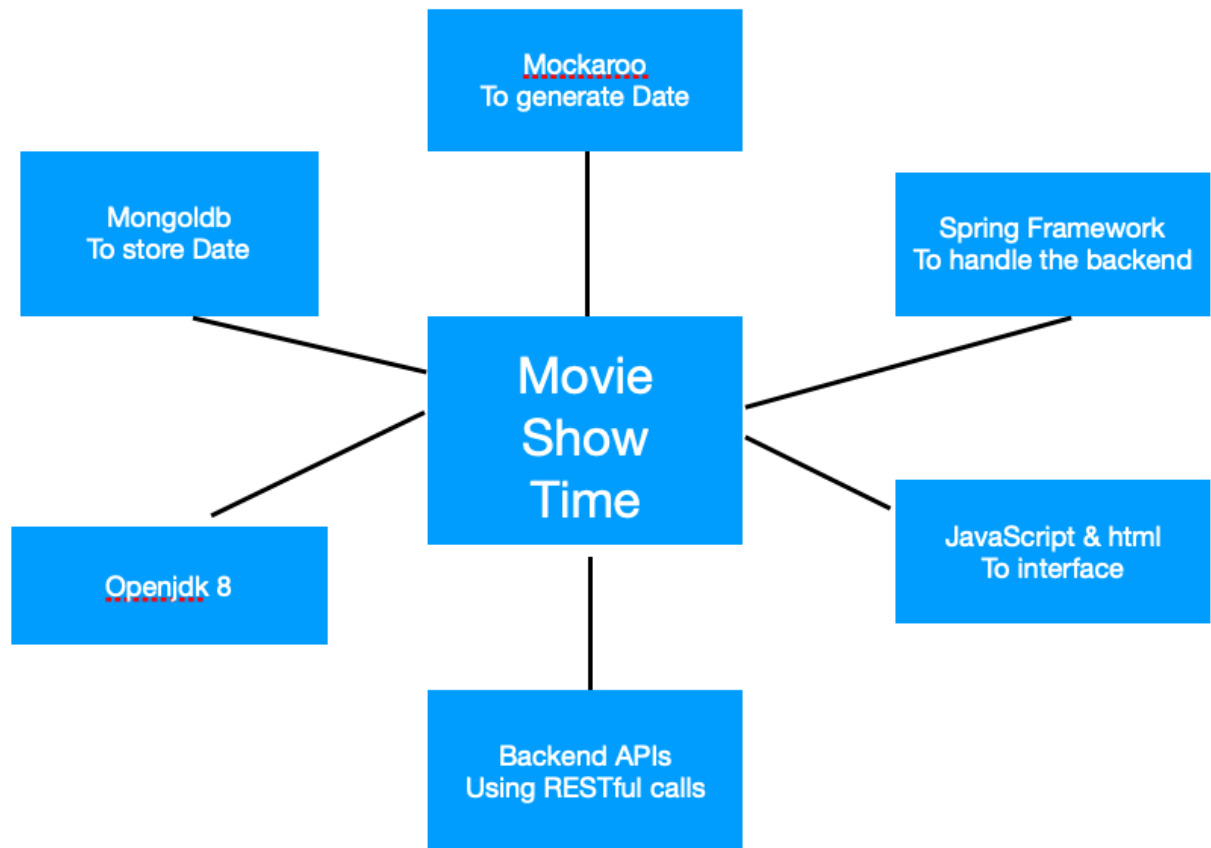 Mockaroo
To generate Date
Mongoldb
To store Date
Spring Framework
To handle the backend
Movie
Show
Time
Openjdk 8
JavaScript & html
To interface
Backend APIs
Using RESTful calls